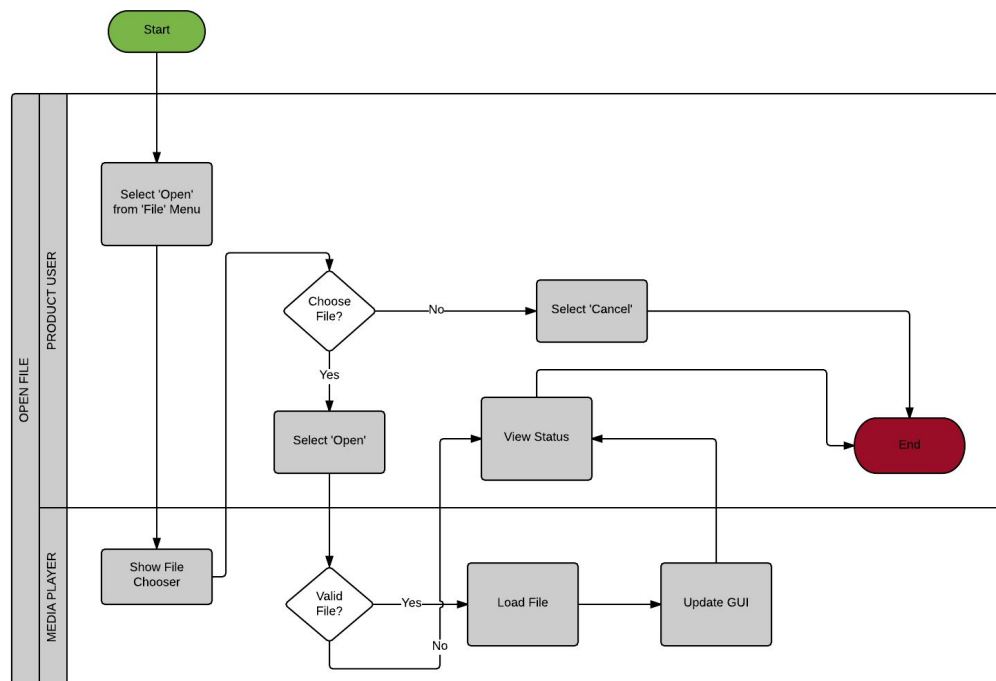 Start
OPEN FILE
PRODUCT USER
Select 'Open'
from 'File' Menu
Choose
File?
No
Select 'Cancel'
Yes
Select 'Open'
View Status
End
MEDIA PLAYER
Show File
Chooser
Valid
File?
Yes
No
Load File
Update GUI